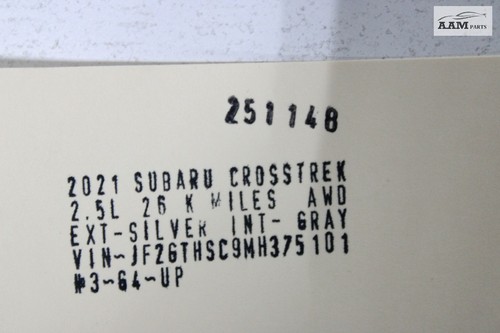 AAM PARTS
251148
2021 SUBARU CROSSTREK
2.5L 26 K MILES AWD
EXT-SILVER INT- GRAY
VIN~JF2GTHSC9MH375101
#3~64~UP